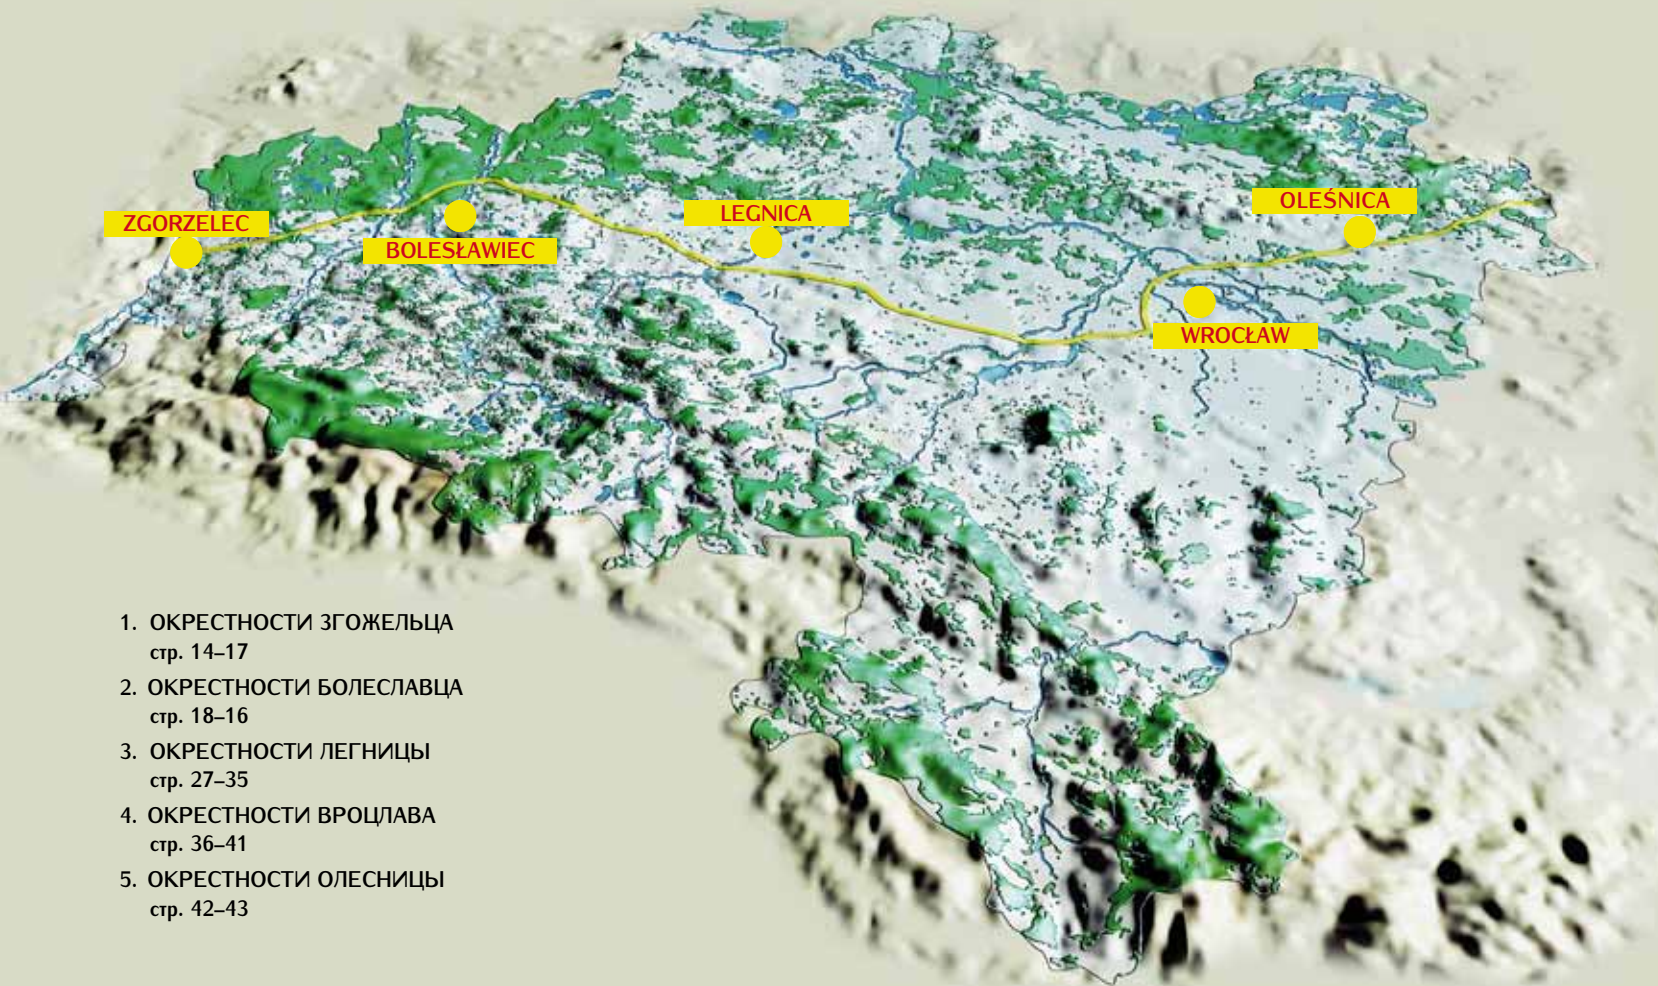 ZGORZELEC
BOLESŁAWIEC
LEGNICA
OLEŚNICA
WROCŁAW
1. ОКРЕСТНОСТИ ЗГОЖЕЛЬЦА
стр. 14–17
2. ОКРЕСТНОСТИ БОЛЕСЛАВЦА
стр. 18–16
3. ОКРЕСТНОСТИ ЛЕГНИЦЫ
стр. 27–35
4. ОКРЕСТНОСТИ ВРОЦЛАВА
стр. 36–41
5. ОКРЕСТНОСТИ ОЛЕСНИЦЫ
стр. 42–43